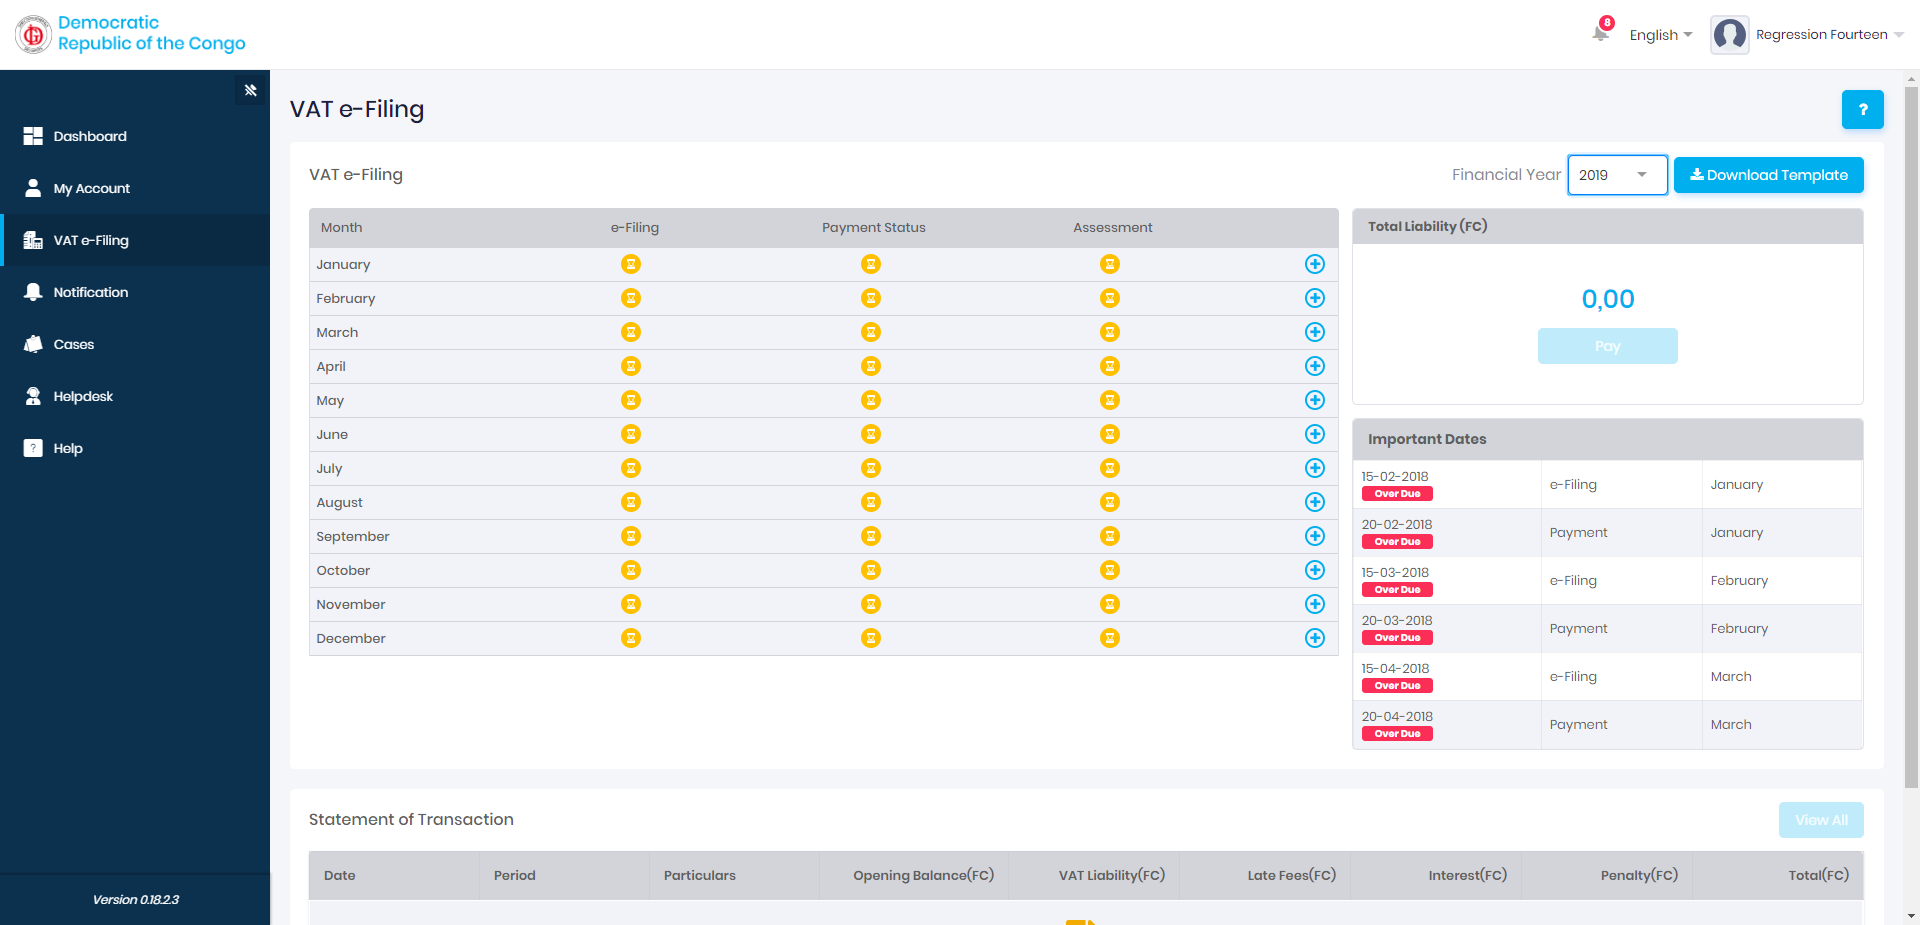 Democratic
Republic of the Congo
8
English
Regression Fourteen
Dashboard
My Account
VAT e-Filing
Notification
Cases
Helpdesk
? Help
Version 0.18.2.3
VAT e-Filing
?
VAT e-Filing
Financial Year 2019 Download Template
Month e-Filing Payment Status Assessment
January
February
March
April
May
June
July
August
September
October
November
December
Total Liability (FC)
0,00
Pay
Important Dates
15-02-2018
Over Due
e-Filing January
20-02-2018
Over Due
Payment January
15-03-2018
Over Due
e-Filing February
20-03-2018
Over Due
Payment February
15-04-2018
Over Due
e-Filing March
20-04-2018
Over Due
Payment March
Statement of Transaction
View All
Date Period Particulars Opening Balance(FC) VAT Liability(FC) Late Fees(FC) Interest(FC) Penalty(FC) Total(FC)